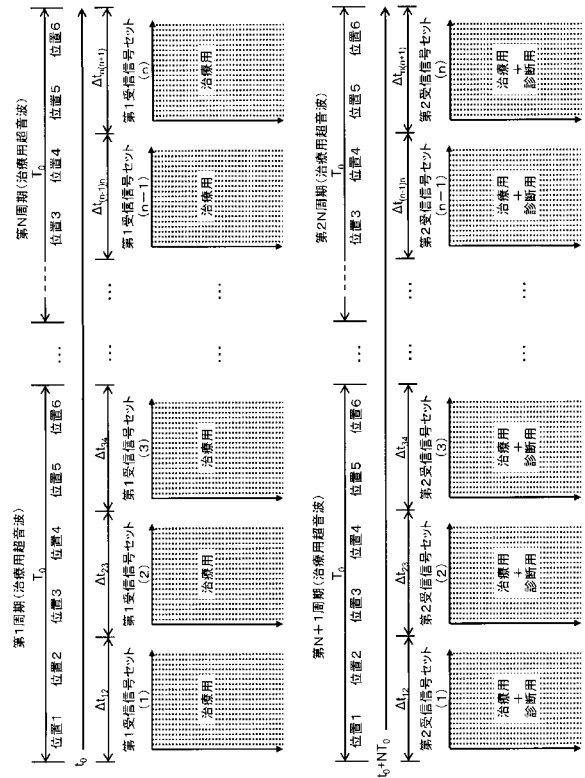 第1周期(治療用超音波) … 第N周期(治療用超音波)
T₀ T₀
位置1 位置2 位置3 位置4 位置5 位置6 … 位置3 位置4 位置5 位置6
t₀
Δt₁₂ Δt₂₃ Δt₃₄ … Δt₍ₙ₋₁₎ₙ Δtₙ₍ₙ₊₁₎
第1受信信号セット 第1受信信号セット 第1受信信号セット … 第1受信信号セット 第1受信信号セット
(1) (2) (3) (n−1) (n)
治療用 治療用 治療用 … 治療用 治療用
第N+1周期(治療用超音波) … 第2N周期(治療用超音波)
T₀ T₀
位置1 位置2 位置3 位置4 位置5 位置6 … 位置3 位置4 位置5 位置6
t₀+NT₀
Δt₁₂ Δt₂₃ Δt₃₄ … Δt₍ₙ₋₁₎ₙ Δtₙ₍ₙ₊₁₎
第2受信信号セット 第2受信信号セット 第2受信信号セット … 第2受信信号セット 第2受信信号セット
(1) (2) (3) (n−1) (n)
治療用 治療用 治療用 … 治療用 治療用
+ + + + +
診断用 診断用 診断用 診断用 診断用